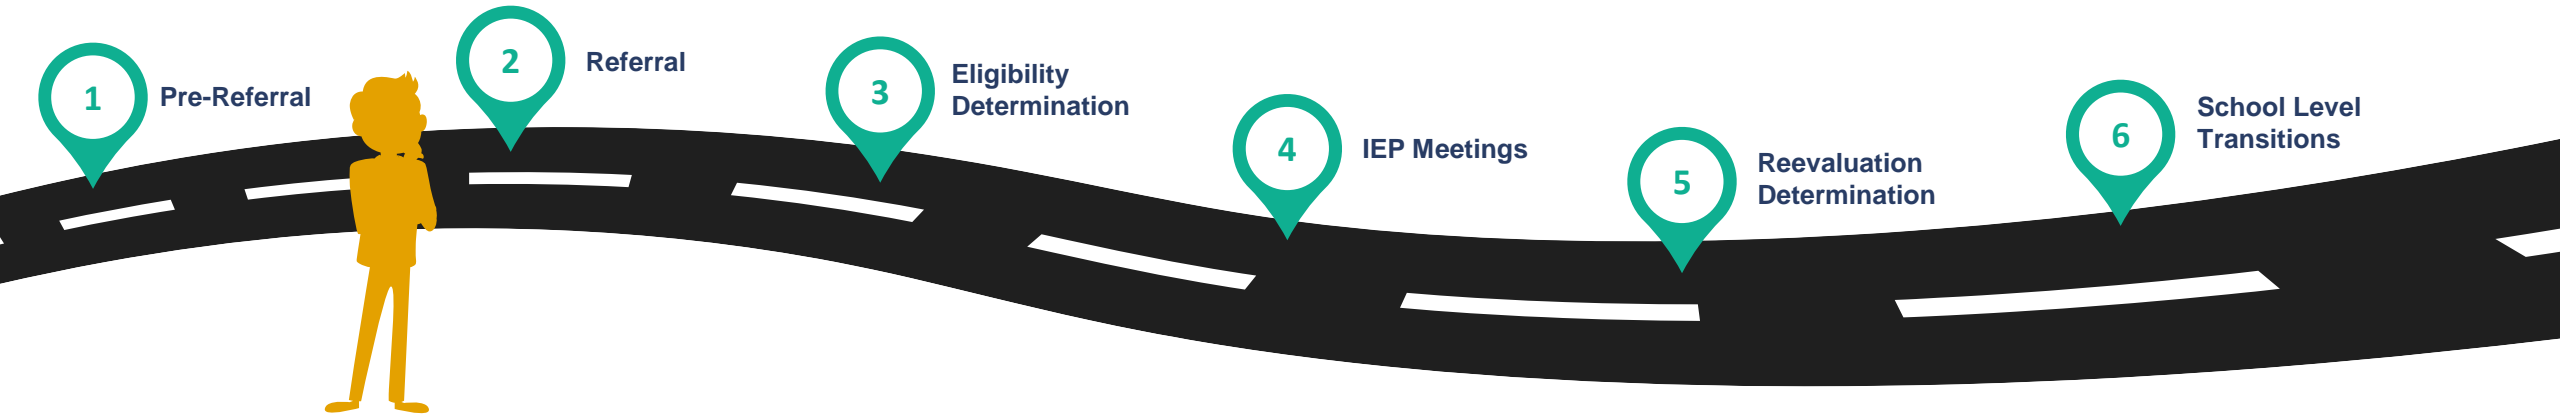 1
Pre-Referral
2
Referral
3
Eligibility
Determination
4
IEP Meetings
5
Reevaluation
Determination
6
School Level
Transitions